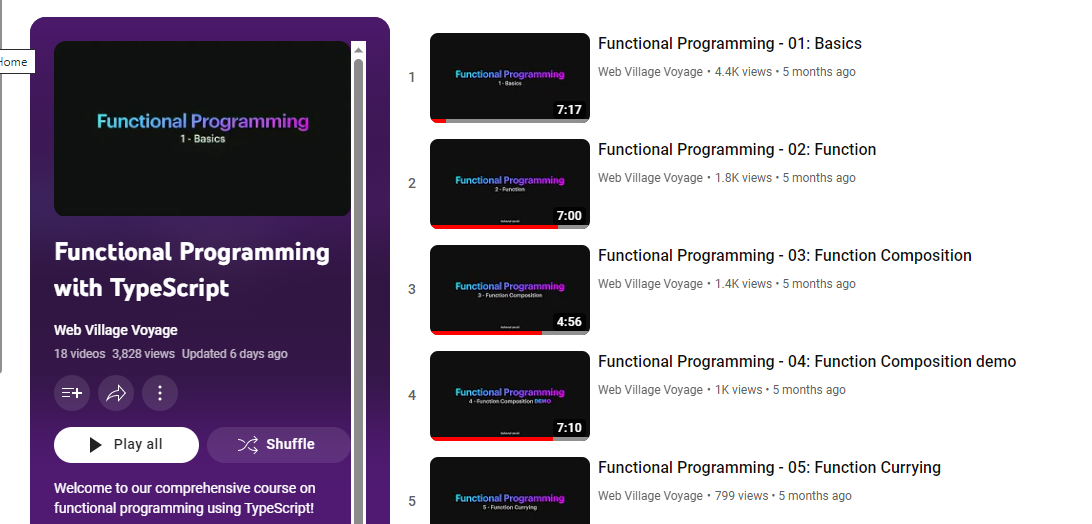 Home
Functional Programming
1 - Basics
Functional Programming
with TypeScript
Web Village Voyage
18 videos 3,828 views Updated 6 days ago
Play all
Shuffle
Welcome to our comprehensive course on
functional programming using TypeScript!
1
Functional Programming
1 - Basics
7:17
Functional Programming - 01: Basics
Web Village Voyage • 4.4K views • 5 months ago
2
Functional Programming
2 - Function
7:00
Functional Programming - 02: Function
Web Village Voyage • 1.8K views • 5 months ago
3
Functional Programming
3 - Function Composition
4:56
Functional Programming - 03: Function Composition
Web Village Voyage • 1.4K views • 5 months ago
4
Functional Programming
4 - Function Composition DEMO
7:10
Functional Programming - 04: Function Composition demo
Web Village Voyage • 1K views • 5 months ago
5
Functional Programming
5 - Function Currying
Functional Programming - 05: Function Currying
Web Village Voyage • 799 views • 5 months ago